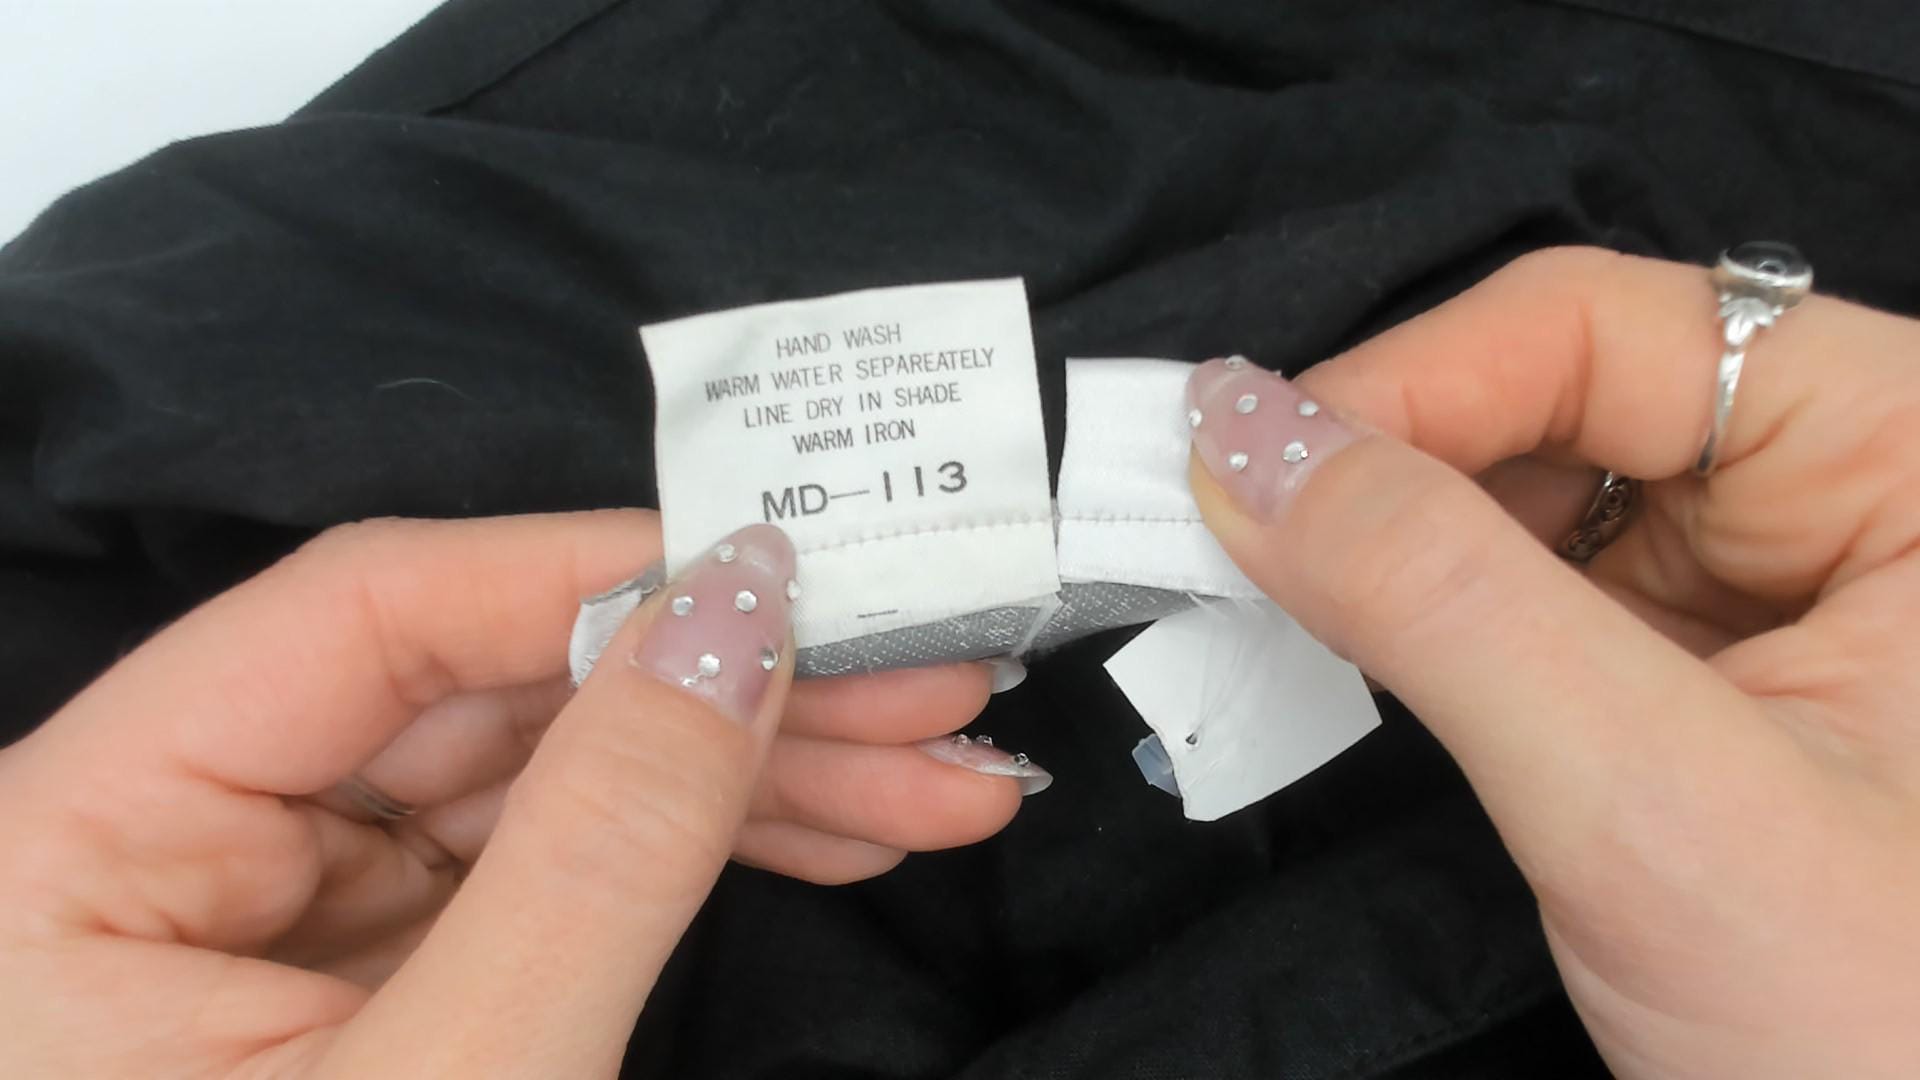 HAND WASH
WARM WATER SEPAREATELY
LINE DRY IN SHADE
WARM IRON
MD—113